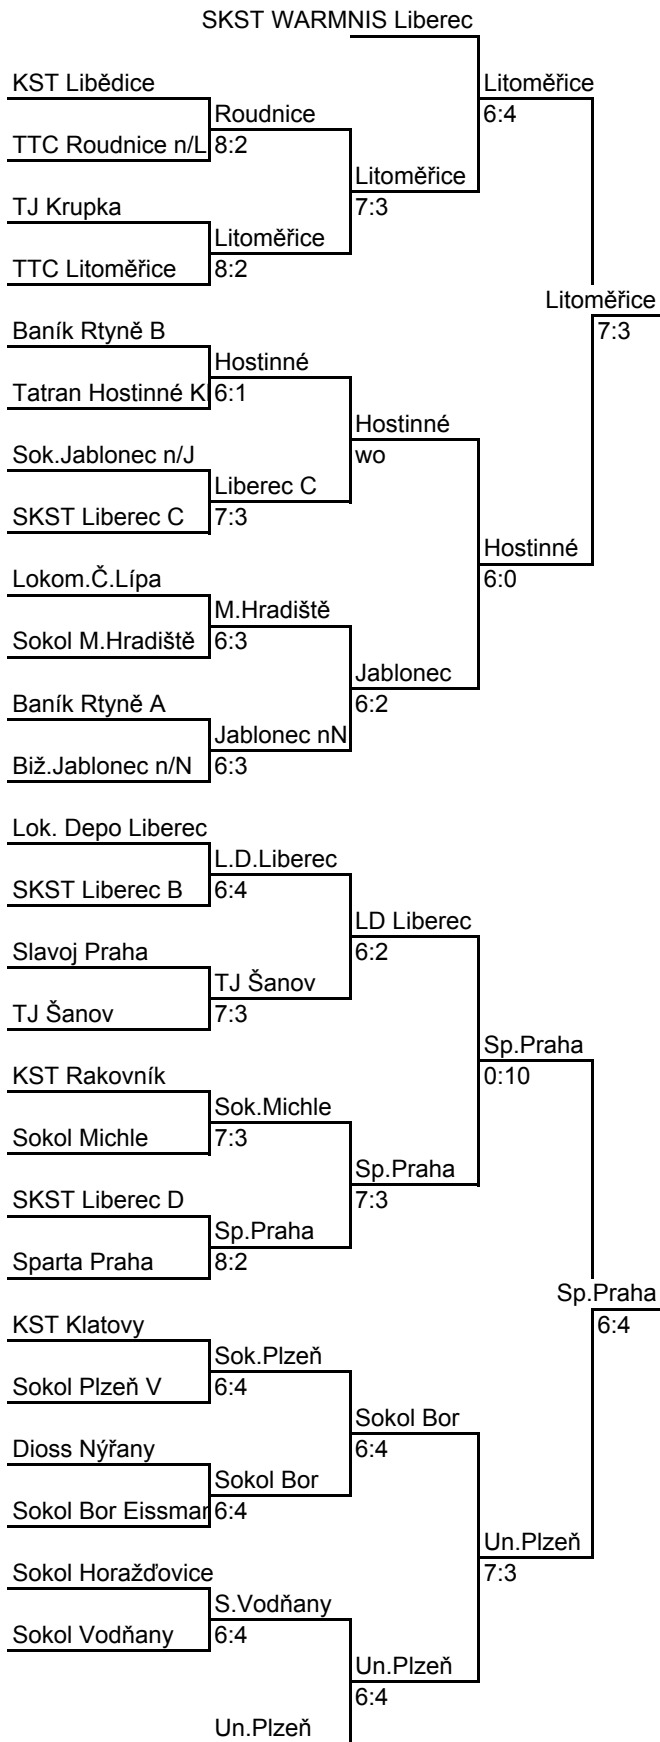 SKST WARMNIS Liberec
KST Libědice
Litoměřice
Roudnice
6:4
TTC Roudnice n/L
8:2
Litoměřice
TJ Krupka
7:3
Litoměřice
TTC Litoměřice
8:2
Litoměřice
Baník Rtyně B
7:3
Hostinné
Tatran Hostinné K
6:1
Hostinné
Sok.Jablonec n/J
wo
Liberec C
SKST Liberec C
7:3
Hostinné
Lokom.Č.Lípa
6:0
M.Hradiště
Sokol M.Hradiště
6:3
Jablonec
Baník Rtyně A
6:2
Jablonec nN
Biž.Jablonec n/N
6:3
Lok. Depo Liberec
L.D.Liberec
SKST Liberec B
6:4
LD Liberec
Slavoj Praha
6:2
TJ Šanov
TJ Šanov
7:3
Sp.Praha
KST Rakovník
0:10
Sok.Michle
Sokol Michle
7:3
Sp.Praha
SKST Liberec D
7:3
Sp.Praha
Sparta Praha
8:2
Sp.Praha
KST Klatovy
6:4
Sok.Plzeň
Sokol Plzeň V
6:4
Sokol Bor
Dioss Nýřany
6:4
Sokol Bor
Sokol Bor Eissmar
6:4
Un.Plzeň
Sokol Horažďovice
7:3
S.Vodňany
Sokol Vodňany
6:4
Un.Plzeň
6:4
Un.Plzeň